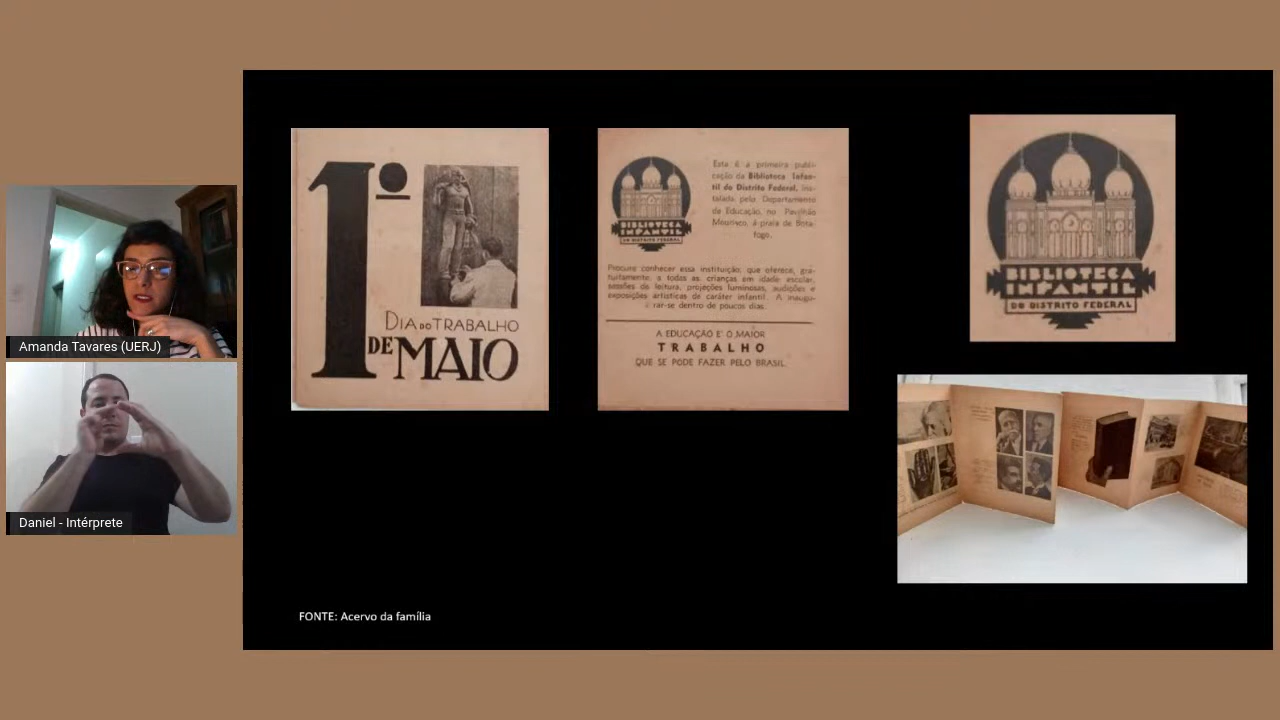 Amanda Tavares (UERJ)
Daniel - Intérprete
1º
DIA DO TRABALHO
DE MAIO
BIBLIOTECA
INFANTIL
DO DISTRITO FEDERAL
Esta é a primeira publi-
cação da Biblioteca Infan-
til do Distrito Federal, ins-
talada pelo Departamento
de Educação, no Pavilhão
Mourisco, á praia de Bota-
fogo.
Procure conhecer essa instituição, que oferece, gra-
tuitamente, a todas as crianças em idade escolar,
sessões de leitura, projeções luminosas, audições e
exposições artisticas de caráter infantil. A inaugu-
rar-se dentro de poucos dias.
A EDUCAÇÃO E' O MAIOR
TRABALHO
QUE SE PODE FAZER PELO BRASIL.
BIBLIOTECA
INFANTIL
DO DISTRITO FEDERAL
FONTE: Acervo da família